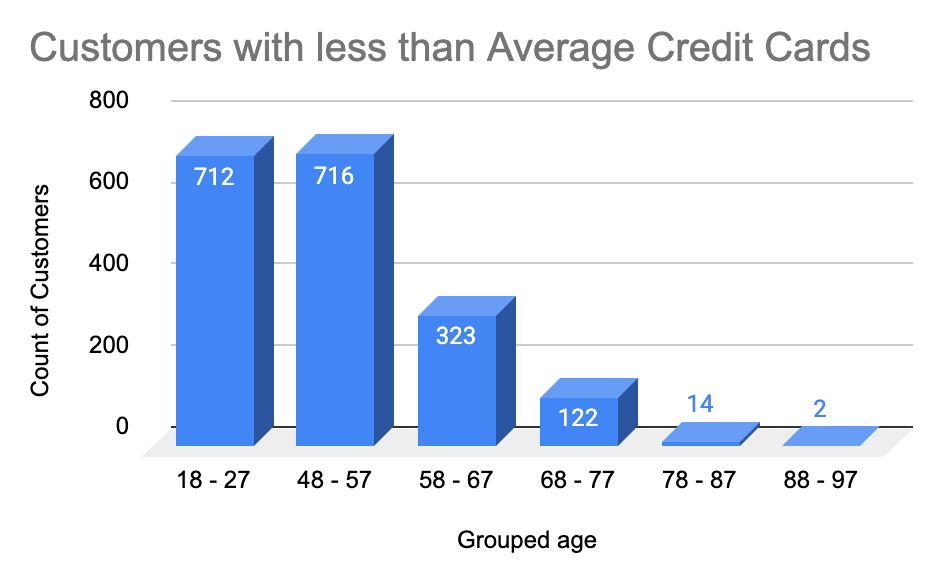 Customers with less than Average Credit Cards
800
600
400
200
0
Count of Customers
712
716
323
122
14
2
18 - 27
48 - 57
58 - 67
68 - 77
78 - 87
88 - 97
Grouped age